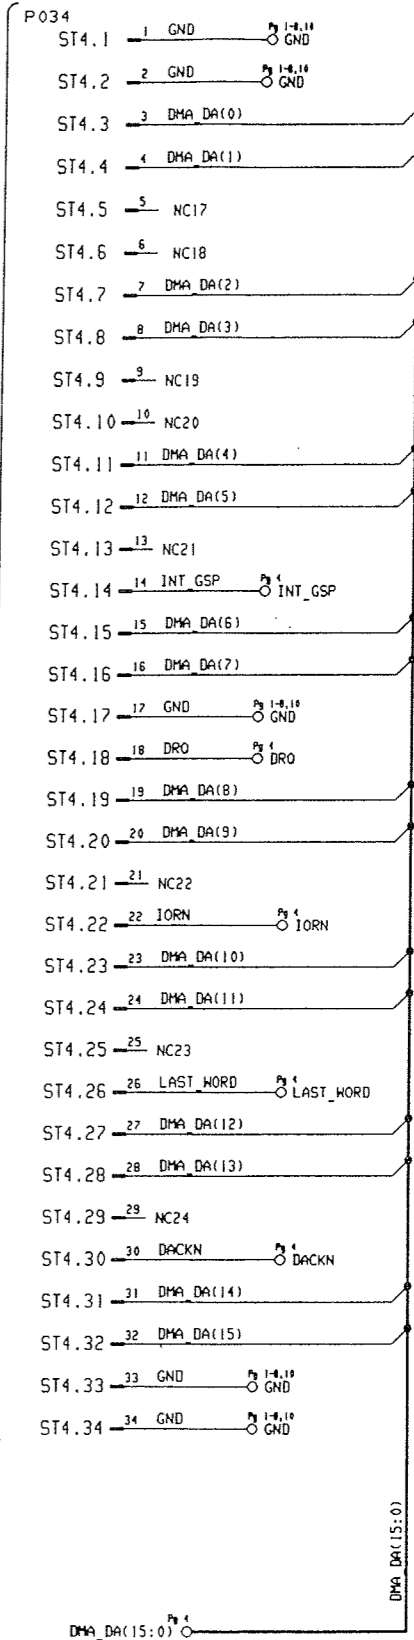 P034
ST4.1 1 GND Pg 1-8,10 GND
ST4.2 2 GND Pg 1-8,10 GND
ST4.3 3 DMA_DA(0)
ST4.4 4 DMA_DA(1)
ST4.5 5 NC17
ST4.6 6 NC18
ST4.7 7 DMA_DA(2)
ST4.8 8 DMA_DA(3)
ST4.9 9 NC19
ST4.10 10 NC20
ST4.11 11 DMA_DA(4)
ST4.12 12 DMA_DA(5)
ST4.13 13 NC21
ST4.14 14 INT_GSP Pg 4 INT_GSP
ST4.15 15 DMA_DA(6)
ST4.16 16 DMA_DA(7)
ST4.17 17 GND Pg 1-8,10 GND
ST4.18 18 DRQ Pg 4 DRQ
ST4.19 19 DMA_DA(8)
ST4.20 20 DMA_DA(9)
ST4.21 21 NC22
ST4.22 22 IORN Pg 4 IORN
ST4.23 23 DMA_DA(10)
ST4.24 24 DMA_DA(11)
ST4.25 25 NC23
ST4.26 26 LAST_WORD Pg 4 LAST_WORD
ST4.27 27 DMA_DA(12)
ST4.28 28 DMA_DA(13)
ST4.29 29 NC24
ST4.30 30 DACKN Pg 4 DACKN
ST4.31 31 DMA_DA(14)
ST4.32 32 DMA_DA(15)
ST4.33 33 GND Pg 1-8,10 GND
ST4.34 34 GND Pg 1-8,10 GND
DMA_DA(15:0)
DMA_DA(15:0) Pg 4